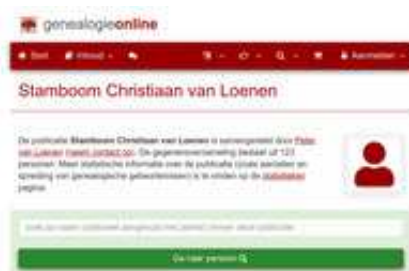 genealogieonline
Start Inhoud Aanmelden
Stamboom Christiaan van Loenen
De publicatie Stamboom Christiaan van Loenen is samengesteld door Peter
van Loenen (neem contact op). De gegevensverzameling bestaat uit 123
personen. Meer statistische informatie over de publicatie (zoals aantallen en
spreiding van genealogische gebeurtenissen) is te vinden op de statistieken
pagina.
Ga naar persoon